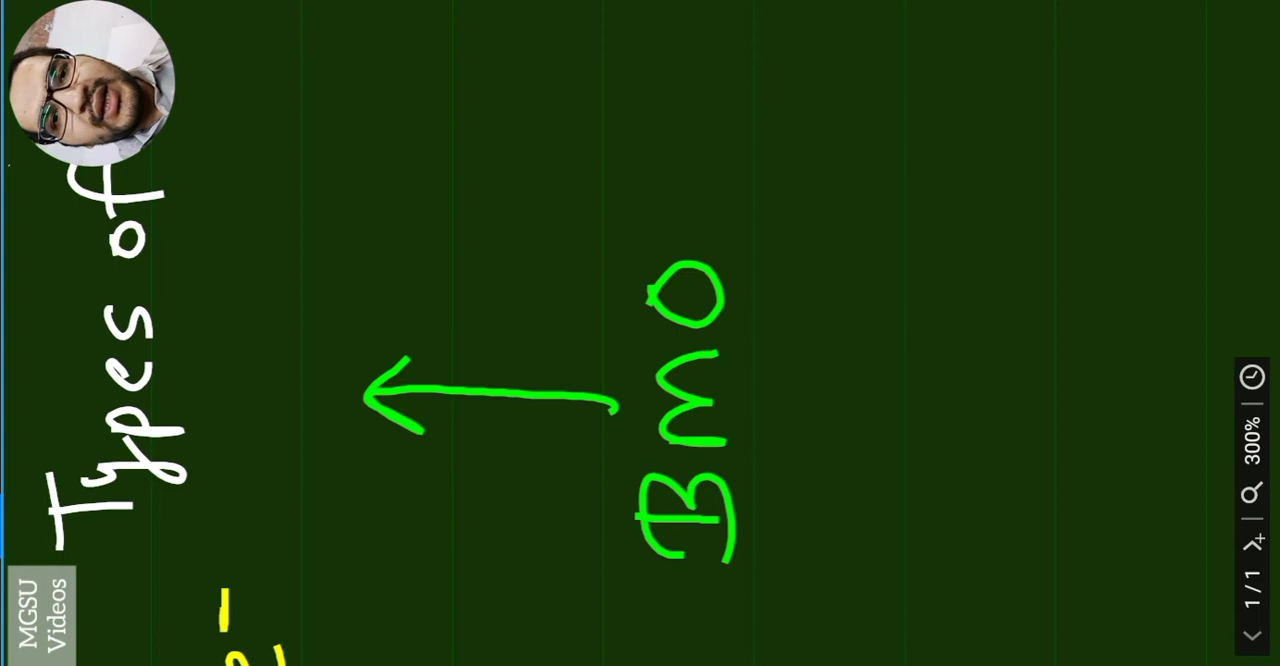 MGSU
Videos
Types of
-
BMO
1 / 1
300%